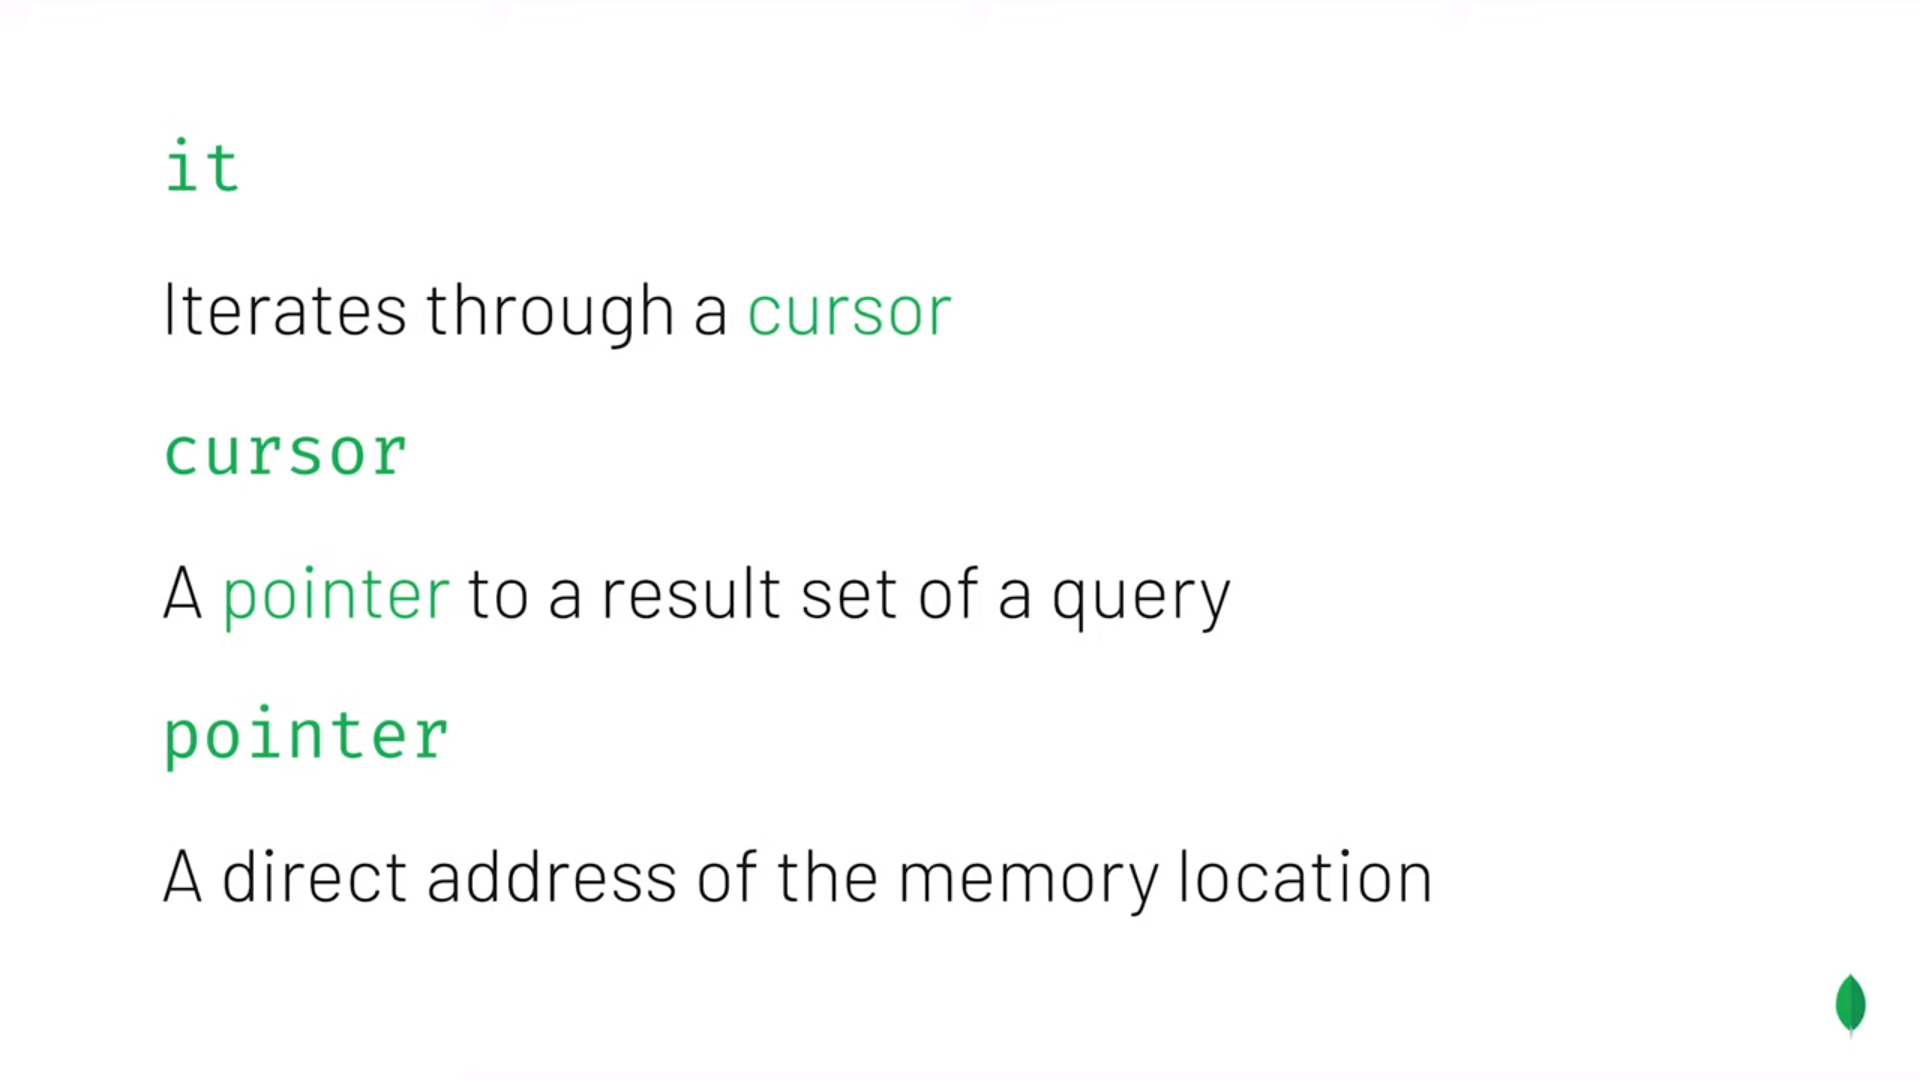 it
Iterates through a cursor
cursor
A pointer to a result set of a query
pointer
A direct address of the memory location